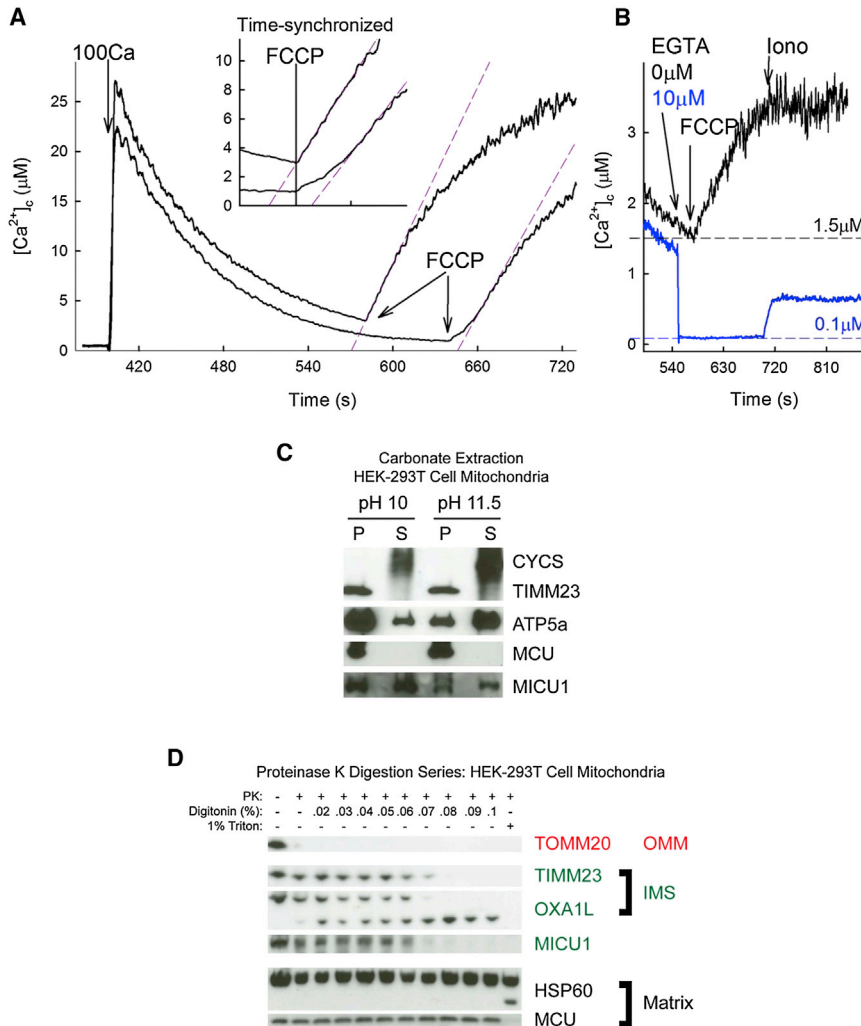 A
Time-synchronized
FCCP
10
8
6
4
2
0
100Ca
25
20
15
10
5
0
[Ca²⁺]c (μM)
FCCP
420 480 540 600 660 720
Time (s)
B
EGTA
0μM
10μM
Iono
FCCP
3
2
1
0
[Ca²⁺]c (μM)
1.5μM
0.1μM
540 630 720 810
Time (s)
C
Carbonate Extraction
HEK-293T Cell Mitochondria
pH 10 pH 11.5
P S P S
CYCS
TIMM23
ATP5a
MCU
MICU1
D
Proteinase K Digestion Series: HEK-293T Cell Mitochondria
PK: - + + + + + + + + + + +
Digitonin (%): - - .02 .03 .04 .05 .06 .07 .08 .09 .1 -
1% Triton: - - - - - - - - - - - +
TOMM20 OMM
TIMM23
OXA1L
IMS
MICU1
HSP60
Matrix
MCU